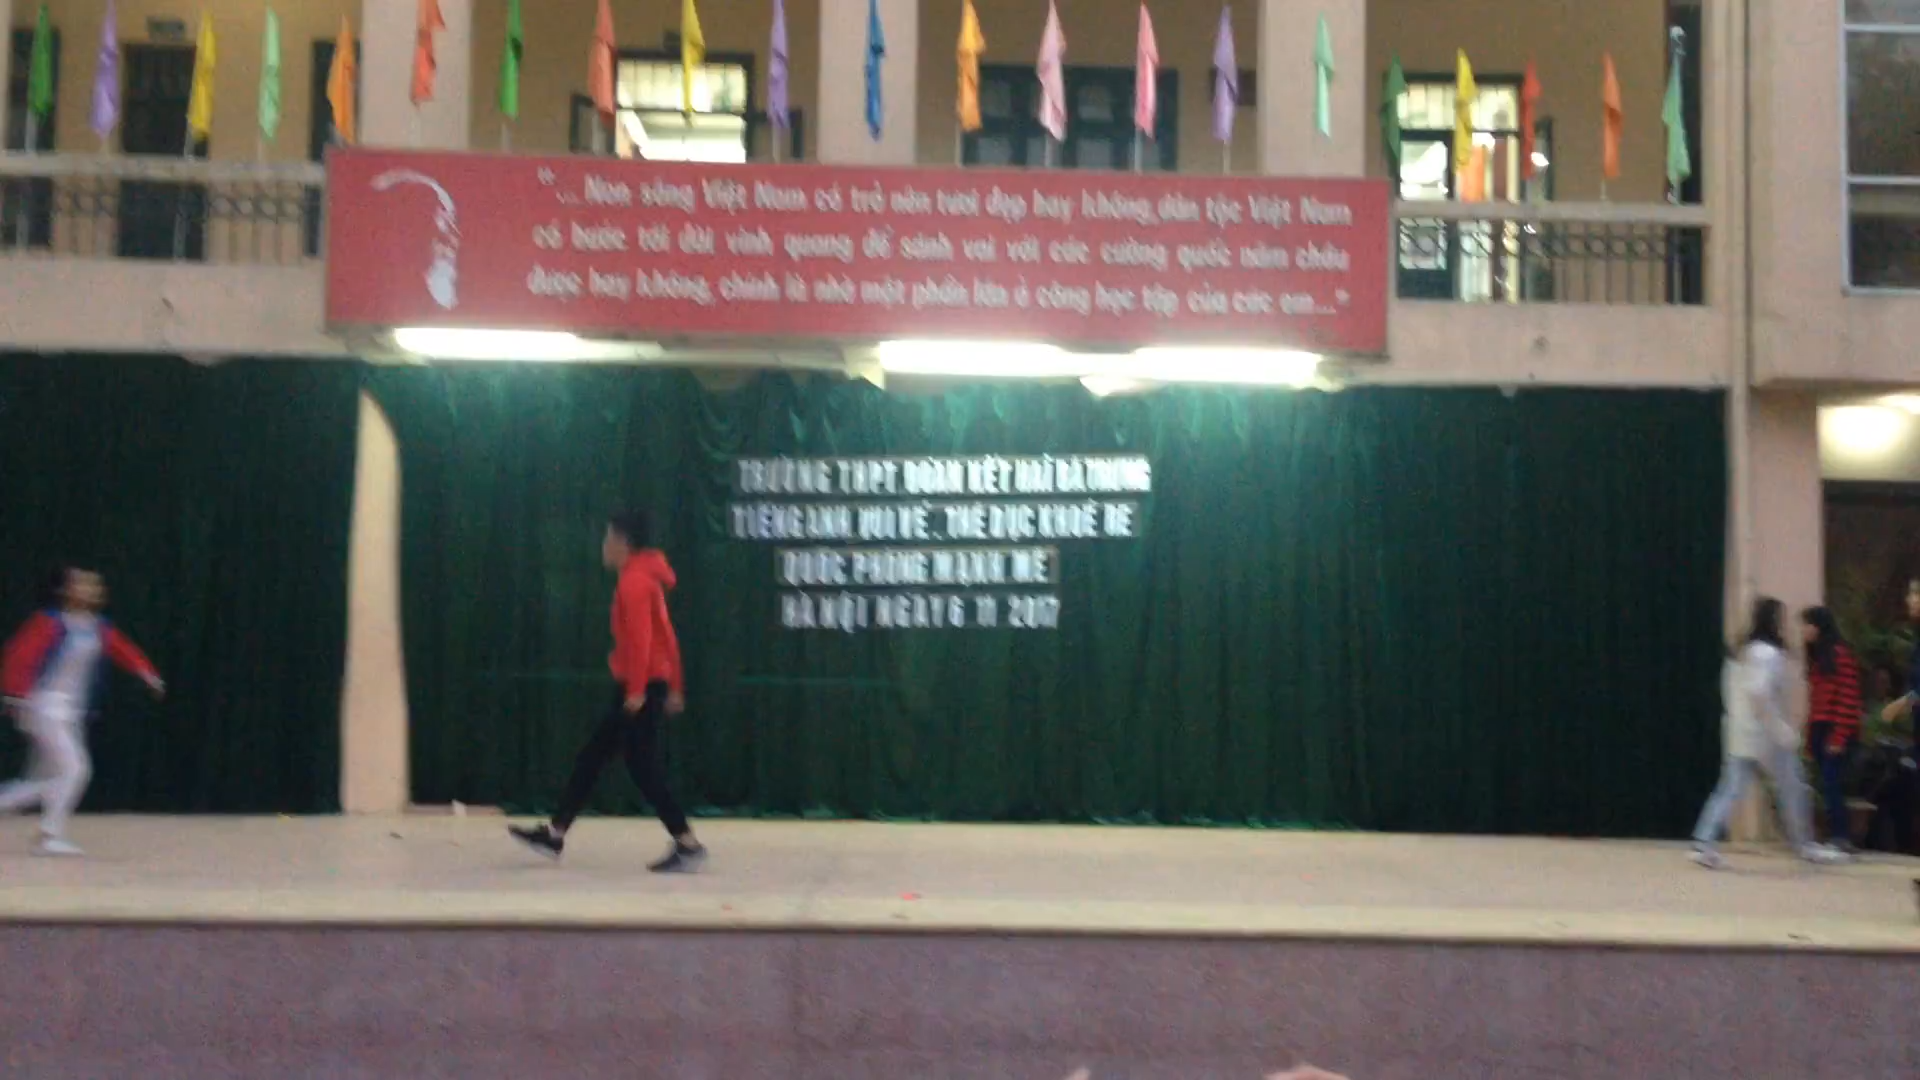 "...Non sông Việt Nam có trở nên tươi đẹp hay không, dân tộc Việt Nam
có bước tới đài vinh quang để sánh vai với các cường quốc năm châu
được hay không, chính là nhờ một phần lớn ở công học tập của các em..."
TRƯỜNG THPT ĐOÀN KẾT HAI BÀ TRƯNG
TIẾNG ANH VUI VẺ, THỂ DỤC KHOẺ RE
QUỐC PHÒNG MẠNH MẼ
HÀ NỘI NGÀY 6 11 2017